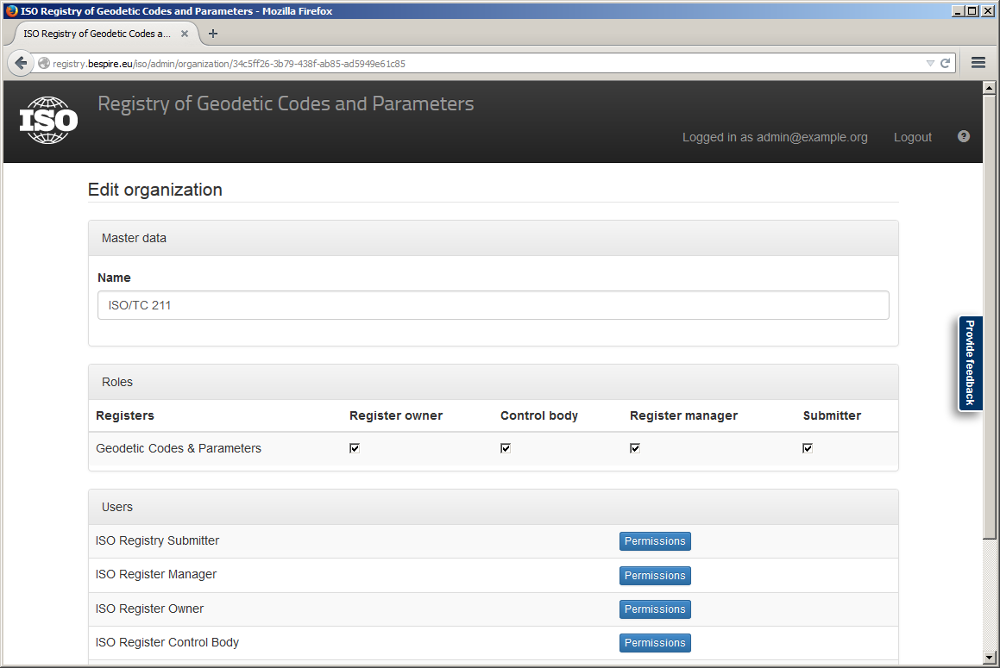 ISO Registry of Geodetic Codes and Parameters - Mozilla Firefox
ISO Registry of Geodetic Codes a...
registry.bespire.eu/iso/admin/organization/34c5ff26-3b79-438f-ab85-ad5949e61c85
ISO
Registry of Geodetic Codes and Parameters
Logged in as admin@example.org Logout ?
Edit organization
Master data
Name
ISO/TC 211
Provide feedback
Roles
Registers Register owner Control body Register manager Submitter
Geodetic Codes & Parameters
Users
ISO Registry Submitter Permissions
ISO Register Manager Permissions
ISO Register Owner Permissions
ISO Register Control Body Permissions